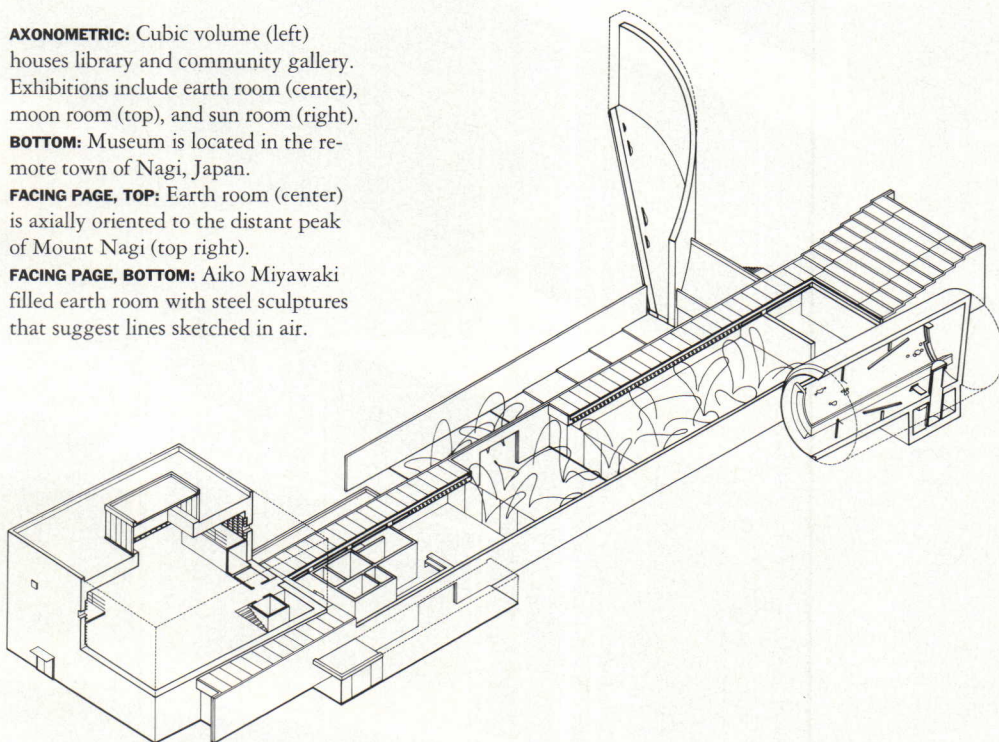 AXONOMETRIC: Cubic volume (left)
houses library and community gallery.
Exhibitions include earth room (center),
moon room (top), and sun room (right).
BOTTOM: Museum is located in the re-
mote town of Nagi, Japan.
FACING PAGE, TOP: Earth room (center)
is axially oriented to the distant peak
of Mount Nagi (top right).
FACING PAGE, BOTTOM: Aiko Miyawaki
filled earth room with steel sculptures
that suggest lines sketched in air.